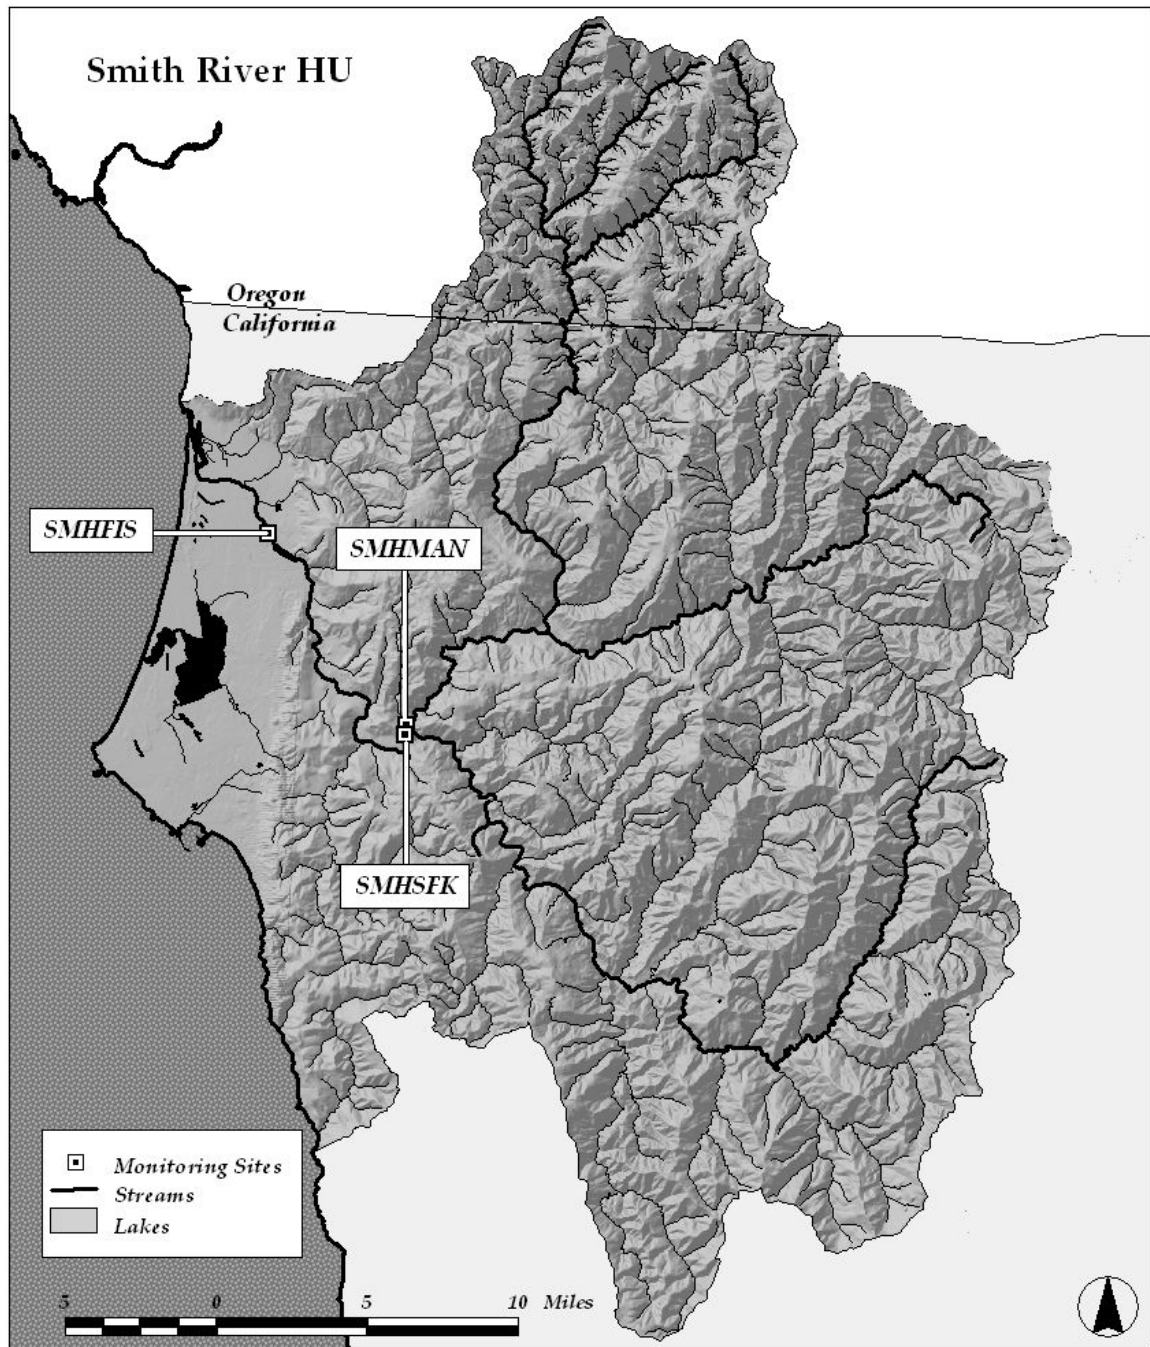 Smith River HU
Oregon
California
SMHFIS
SMHMAN
SMHSFK
Monitoring Sites
Streams
Lakes
5 0 5 10 Miles